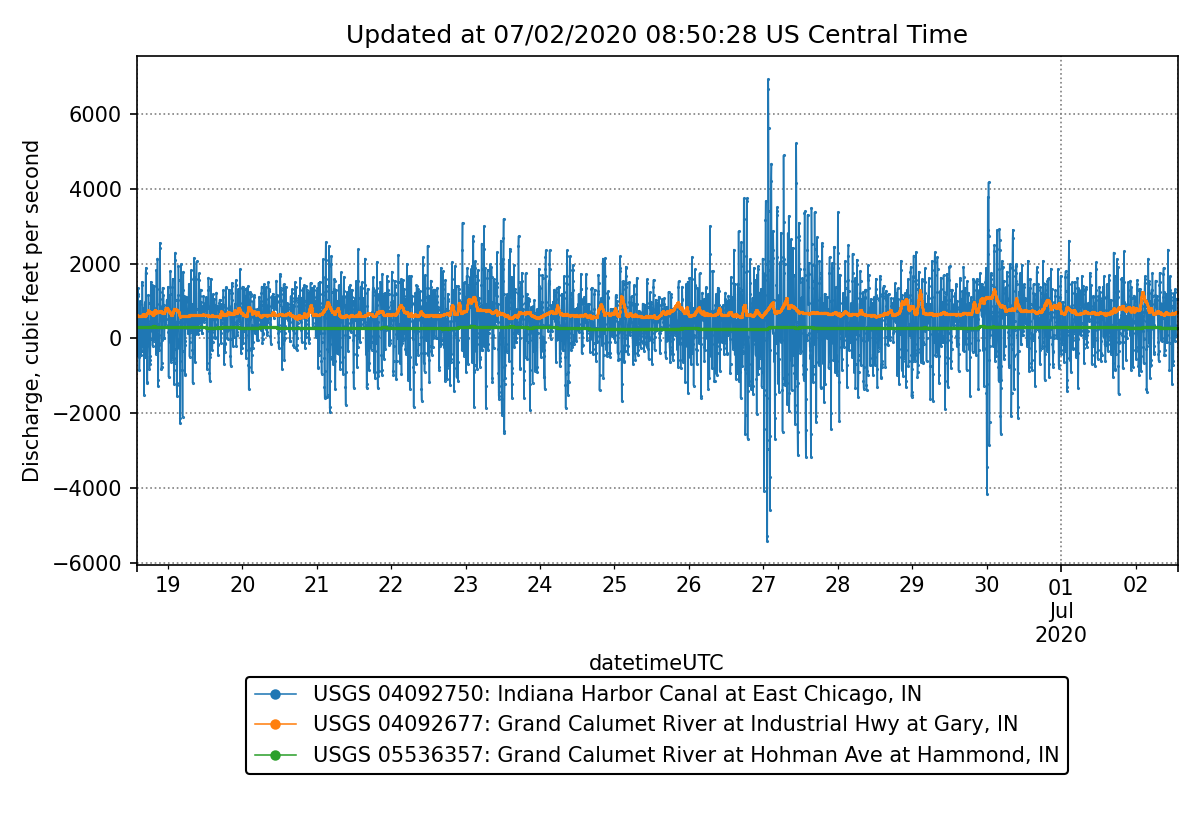 Updated at 07/02/2020 08:50:28 US Central Time
Discharge, cubic feet per second
6000
4000
2000
0
−2000
−4000
−6000
19 20 21 22 23 24 25 26 27 28 29 30 01 02
Jul
2020
datetimeUTC
USGS 04092750: Indiana Harbor Canal at East Chicago, IN
USGS 04092677: Grand Calumet River at Industrial Hwy at Gary, IN
USGS 05536357: Grand Calumet River at Hohman Ave at Hammond, IN